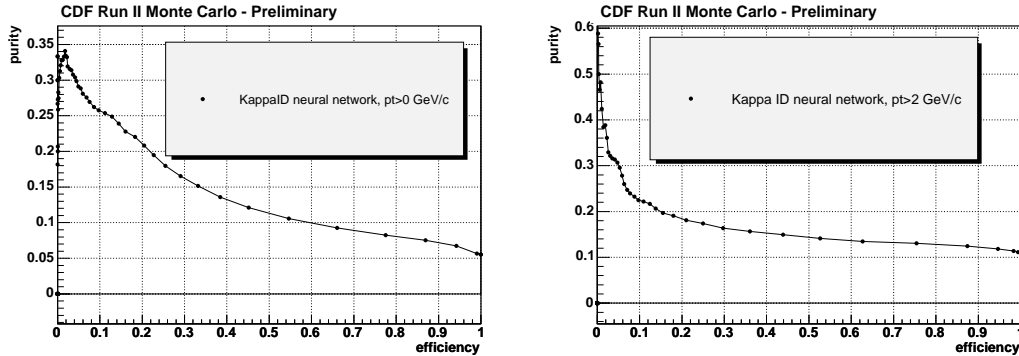 CDF Run II Monte Carlo - Preliminary
purity
0.35
0.3
0.25
0.2
0.15
0.1
0.05
0
KappaID neural network, pt>0 GeV/c
0 0.1 0.2 0.3 0.4 0.5 0.6 0.7 0.8 0.9 1
efficiency
CDF Run II Monte Carlo - Preliminary
purity
0.6
0.5
0.4
0.3
0.2
0.1
0
Kappa ID neural network, pt>2 GeV/c
0 0.1 0.2 0.3 0.4 0.5 0.6 0.7 0.8 0.9 1
efficiency